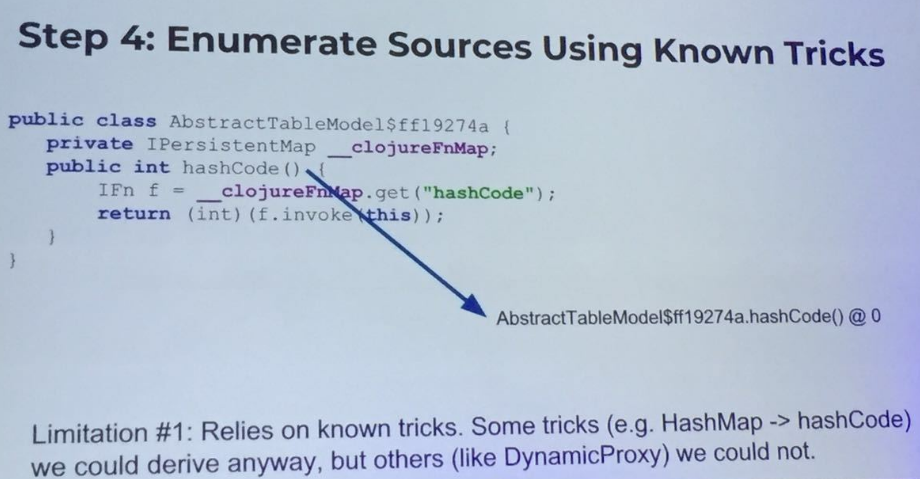 Step 4: Enumerate Sources Using Known Tricks
public class AbstractTableModel$ff19274a {
private IPersistentMap __clojureFnMap;
public int hashCode() {
IFn f = __clojureFnMap.get("hashCode");
return (int)(f.invoke(this));
}
}
AbstractTableModel$ff19274a.hashCode() @ 0
Limitation #1: Relies on known tricks. Some tricks (e.g. HashMap -> hashCode)
we could derive anyway, but others (like DynamicProxy) we could not.